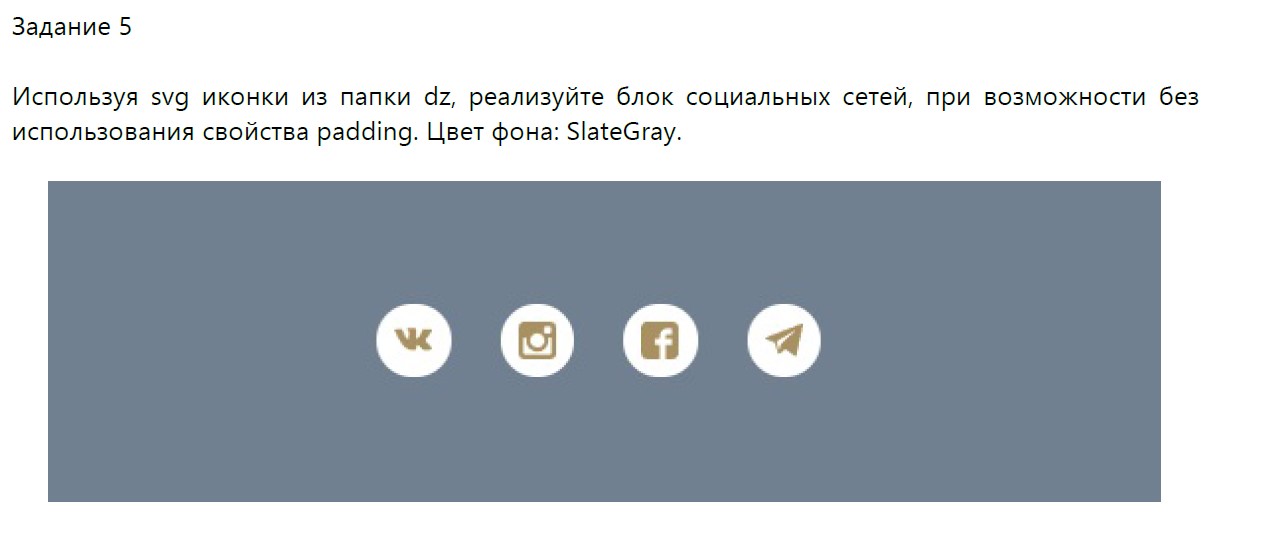 Задание 5
Используя svg иконки из папки dz, реализуйте блок социальных сетей, при возможности без
использования свойства padding. Цвет фона: SlateGray.